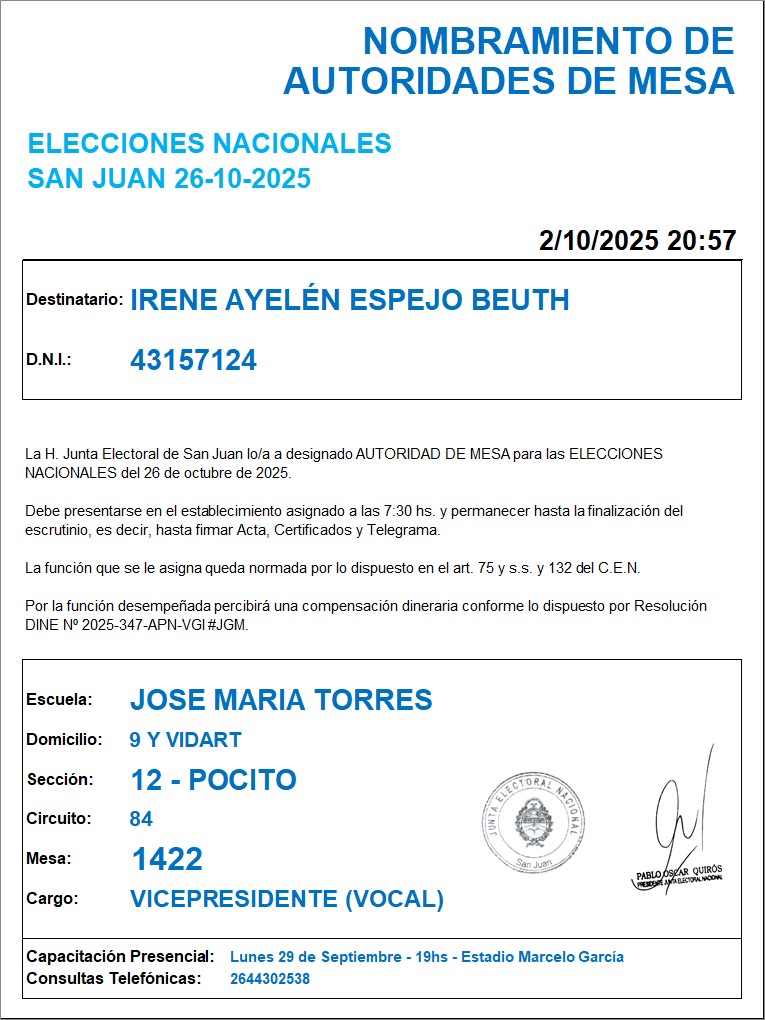 NOMBRAMIENTO DE
AUTORIDADES DE MESA
ELECCIONES NACIONALES
SAN JUAN 26-10-2025
2/10/2025 20:57
Destinatario: IRENE AYELÉN ESPEJO BEUTH
D.N.I.: 43157124
La H. Junta Electoral de San Juan lo/a a designado AUTORIDAD DE MESA para las ELECCIONES
NACIONALES del 26 de octubre de 2025.
Debe presentarse en el establecimiento asignado a las 7:30 hs. y permanecer hasta la finalización del
escrutinio, es decir, hasta firmar Acta, Certificados y Telegrama.
La función que se le asigna queda normada por lo dispuesto en el art. 75 y s.s. y 132 del C.E.N.
Por la función desempeñada percibirá una compensación dineraria conforme lo dispuesto por Resolución
DINE Nº 2025-347-APN-VGI#JGM.
Escuela: JOSE MARIA TORRES
Domicilio: 9 Y VIDART
Sección: 12 - POCITO
Circuito: 84
Mesa: 1422
Cargo: VICEPRESIDENTE (VOCAL)
JUNTA ELECTORAL NACIONAL
San Juan
PABLO OSCAR QUIRÓS
PRESIDENTE JUNTA ELECTORAL NACIONAL
Capacitación Presencial: Lunes 29 de Septiembre - 19hs - Estadio Marcelo García
Consultas Telefónicas: 2644302538